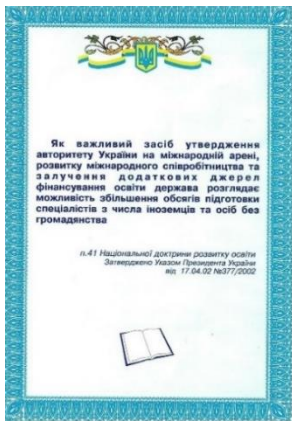 Як важливий засіб утвердження
авторитету України на міжнародній арені,
розвитку міжнародного співробітництва та
залучення додаткових джерел
фінансування освіти держава розглядає
можливість збільшення обсягів підготовки
спеціалістів з числа іноземців та осіб без
громадянства
п.41 Національної доктрини розвитку освіти
Затверджено Указом Президента України
від 17.04.02 №377/2002